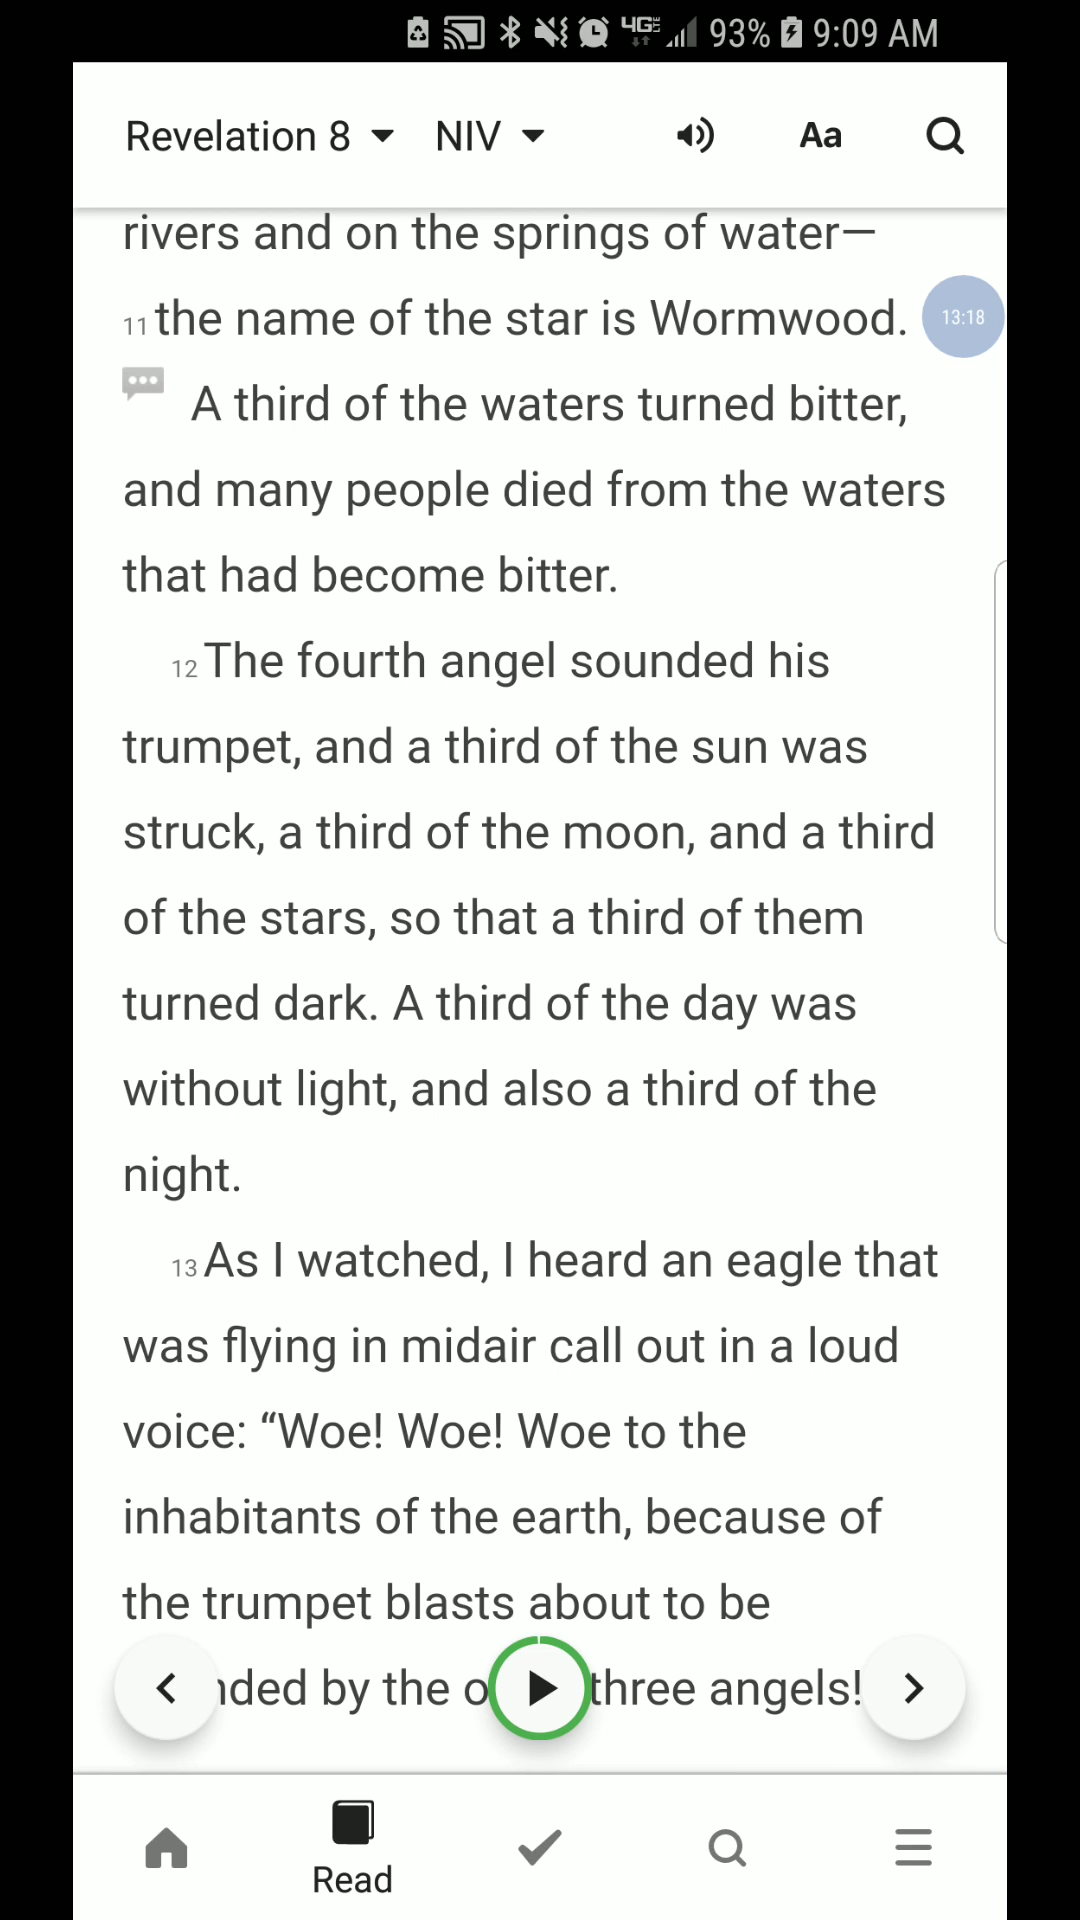 4G LTE 93% 9:09 AM
Revelation 8 NIV Aa
rivers and on the springs of water—
11 the name of the star is Wormwood.
13:18
A third of the waters turned bitter,
and many people died from the waters
that had become bitter.
12 The fourth angel sounded his
trumpet, and a third of the sun was
struck, a third of the moon, and a third
of the stars, so that a third of them
turned dark. A third of the day was
without light, and also a third of the
night.
13 As I watched, I heard an eagle that
was flying in midair call out in a loud
voice: “Woe! Woe! Woe to the
inhabitants of the earth, because of
the trumpet blasts about to be
by the three angels!
Read